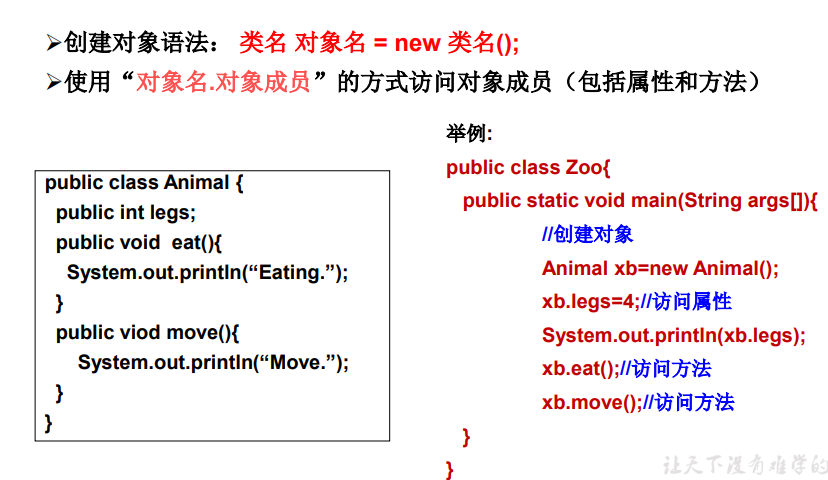 ➢创建对象语法： 类名 对象名 = new 类名();
➢使用“对象名.对象成员”的方式访问对象成员（包括属性和方法）
public class Animal {
public int legs;
public void eat(){
System.out.println(“Eating.”);
}
public viod move(){
System.out.println(“Move.”);
}
}
举例:
public class Zoo{
public static void main(String args[]){
//创建对象
Animal xb=new Animal();
xb.legs=4;//访问属性
System.out.println(xb.legs);
xb.eat();//访问方法
xb.move();//访问方法
}
}
让天下没有难学的